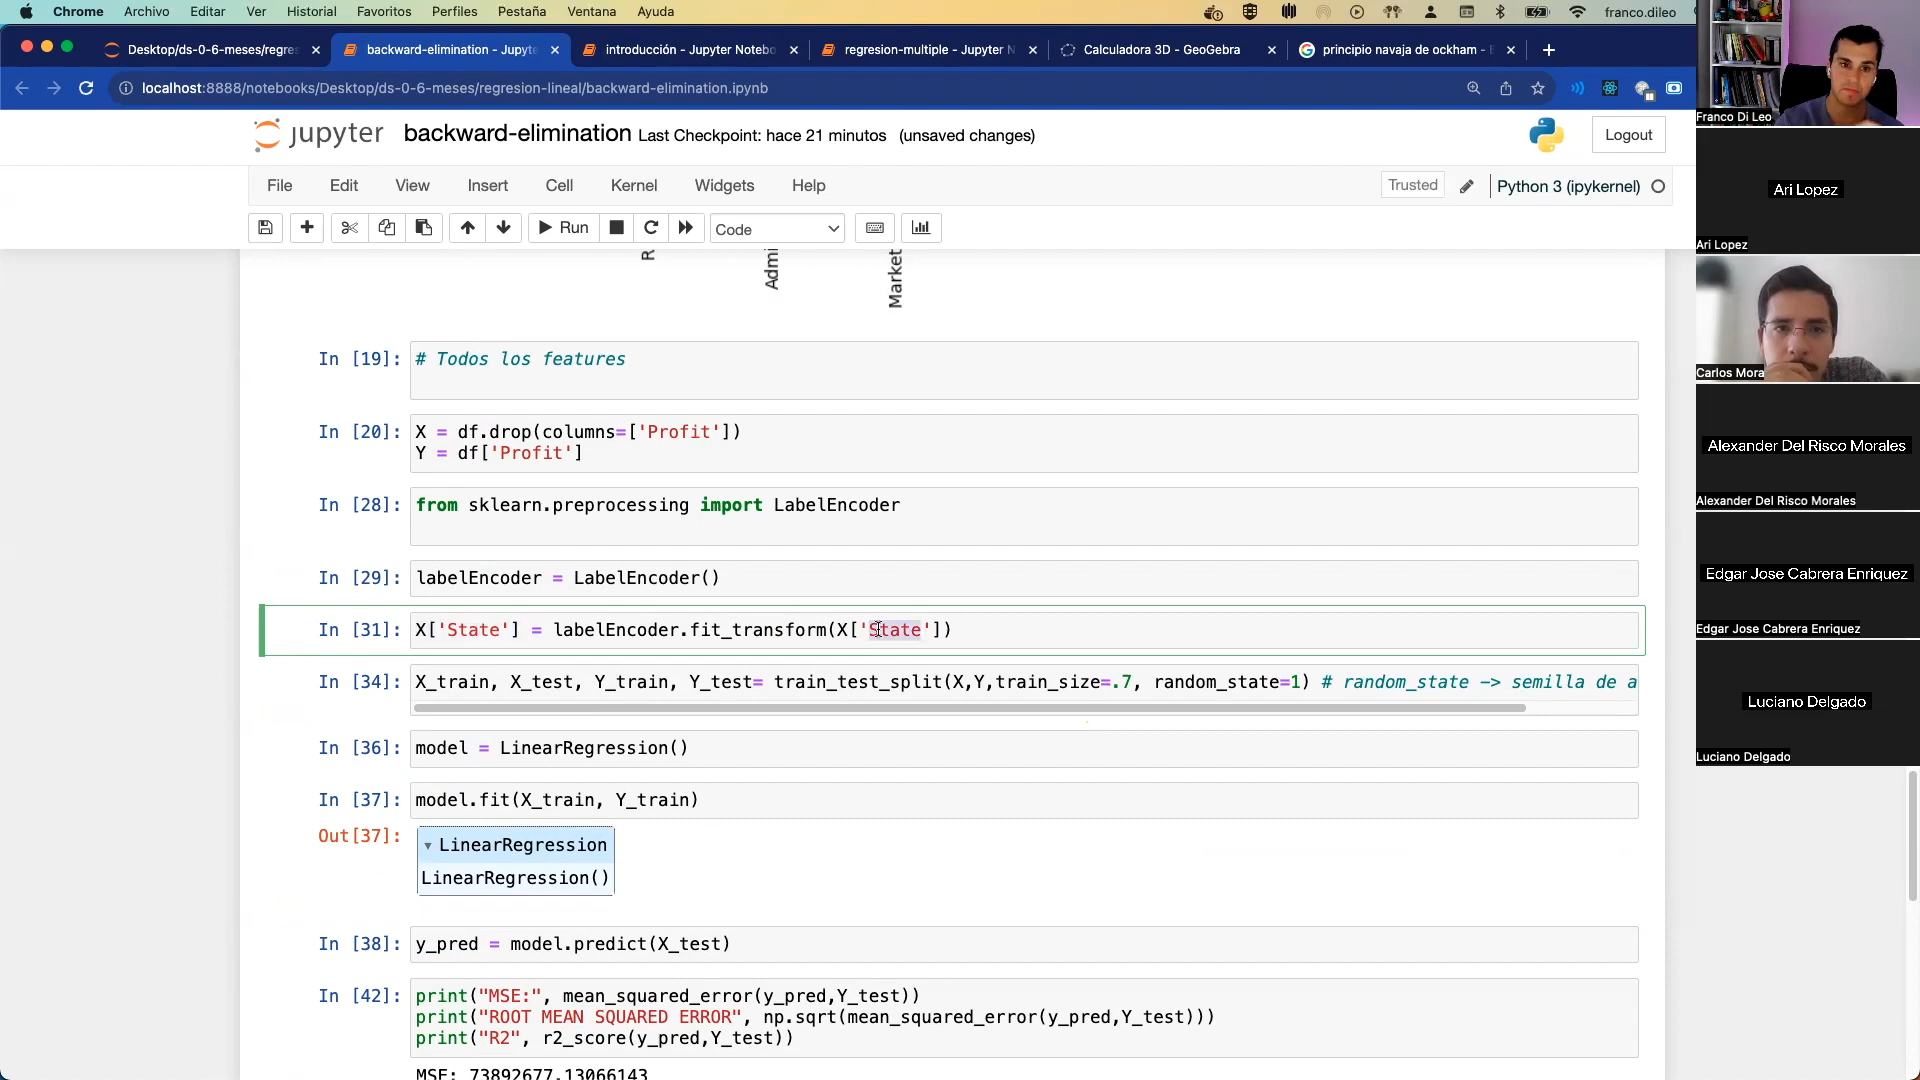 Chrome Archivo Editar Ver Historial Favoritos Perfiles Pestaña Ventana Ayuda franco.dileo
Desktop/ds-0-6-meses/regres backward-elimination - Jupyte introducción - Jupyter Notebo regresion-multiple - Jupyter N Calculadora 3D - GeoGebra principio navaja de ockham -
localhost:8888/notebooks/Desktop/ds-0-6-meses/regresion-lineal/backward-elimination.ipynb
jupyter backward-elimination Last Checkpoint: hace 21 minutos (unsaved changes)
Logout
File Edit View Insert Cell Kernel Widgets Help
Trusted Python 3 (ipykernel)
Run Code
R
Admi
Market
In [19]: # Todos los features
In [20]: X = df.drop(columns=['Profit'])
Y = df['Profit']
In [28]: from sklearn.preprocessing import LabelEncoder
In [29]: labelEncoder = LabelEncoder()
In [31]: X['State'] = labelEncoder.fit_transform(X['State'])
In [34]: X_train, X_test, Y_train, Y_test= train_test_split(X,Y,train_size=.7, random_state=1) # random_state -> semilla de a
In [36]: model = LinearRegression()
In [37]: model.fit(X_train, Y_train)
Out[37]:
LinearRegression
LinearRegression()
In [38]: y_pred = model.predict(X_test)
In [42]: print("MSE:", mean_squared_error(y_pred,Y_test))
print("ROOT MEAN SQUARED ERROR", np.sqrt(mean_squared_error(y_pred,Y_test)))
print("R2", r2_score(y_pred,Y_test))
MSE: 73892677.13066143
Franco Di Leo
Ari Lopez
Ari Lopez
Carlos Mora
Alexander Del Risco Morales
Alexander Del Risco Morales
Edgar Jose Cabrera Enriquez
Edgar Jose Cabrera Enriquez
Luciano Delgado
Luciano Delgado